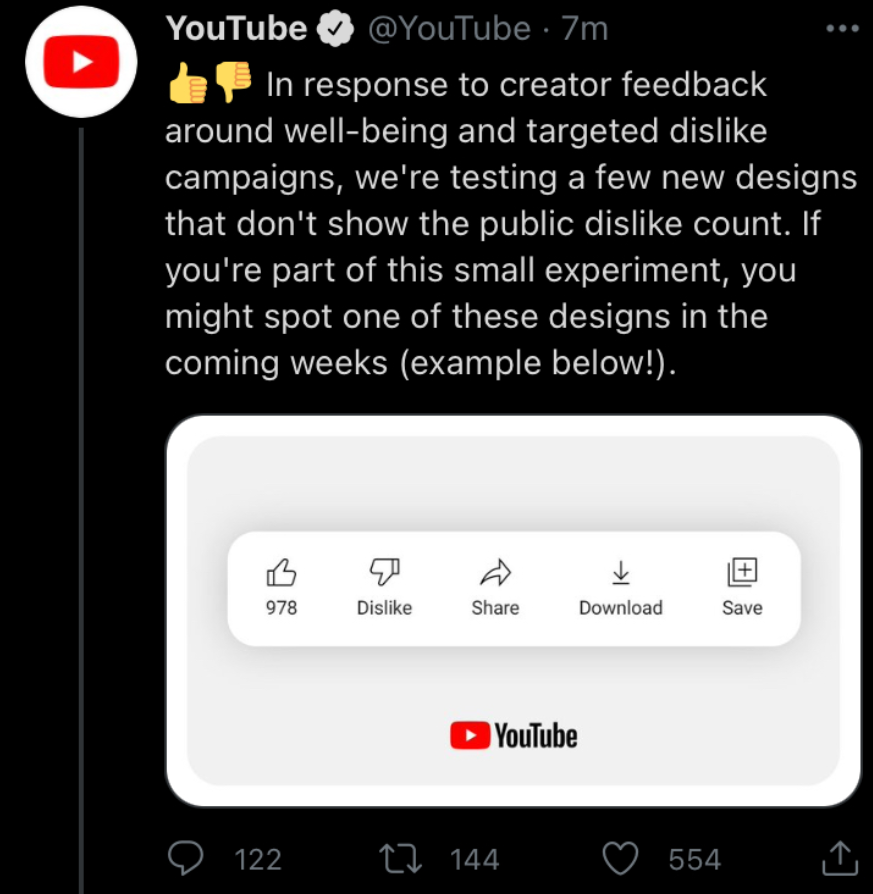 YouTube @YouTube · 7m
👍👎 In response to creator feedback
around well-being and targeted dislike
campaigns, we're testing a few new designs
that don't show the public dislike count. If
you're part of this small experiment, you
might spot one of these designs in the
coming weeks (example below!).
978 Dislike Share Download Save
YouTube
122 144 554